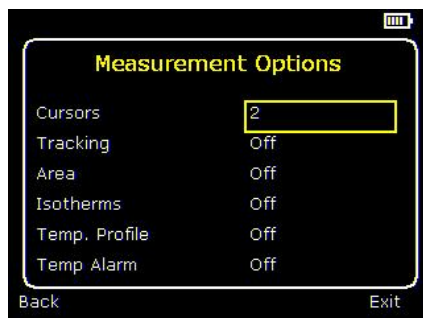 Measurement Options
Cursors 2
Tracking Off
Area Off
Isotherms Off
Temp. Profile Off
Temp Alarm Off
Back Exit